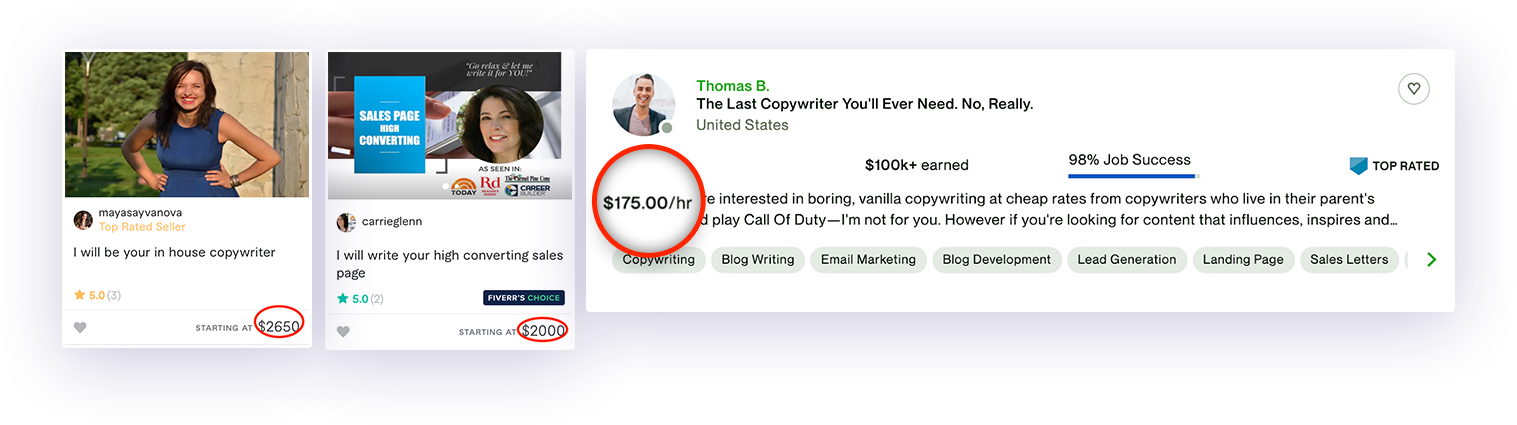 mayasayvanova
Top Rated Seller
I will be your in house copywriter
5.0 (3)
STARTING AT $2650
"Go relax & let me
write it for YOU!"
SALES PAGE
HIGH
CONVERTING
AS SEEN IN:
TODAY
Rd
READER'S DIGEST
The Carmel Pine Cone
CAREER
BUILDER
carrieglenn
I will write your high converting sales
page
5.0 (2)
FIVERR'S CHOICE
STARTING AT $2000
Thomas B.
The Last Copywriter You'll Ever Need. No, Really.
United States
$175.00/hr
$100k+ earned
98% Job Success
TOP RATED
re interested in boring, vanilla copywriting at cheap rates from copywriters who live in their parent's
d play Call Of Duty—I'm not for you. However if you're looking for content that influences, inspires and...
Copywriting
Blog Writing
Email Marketing
Blog Development
Lead Generation
Landing Page
Sales Letters